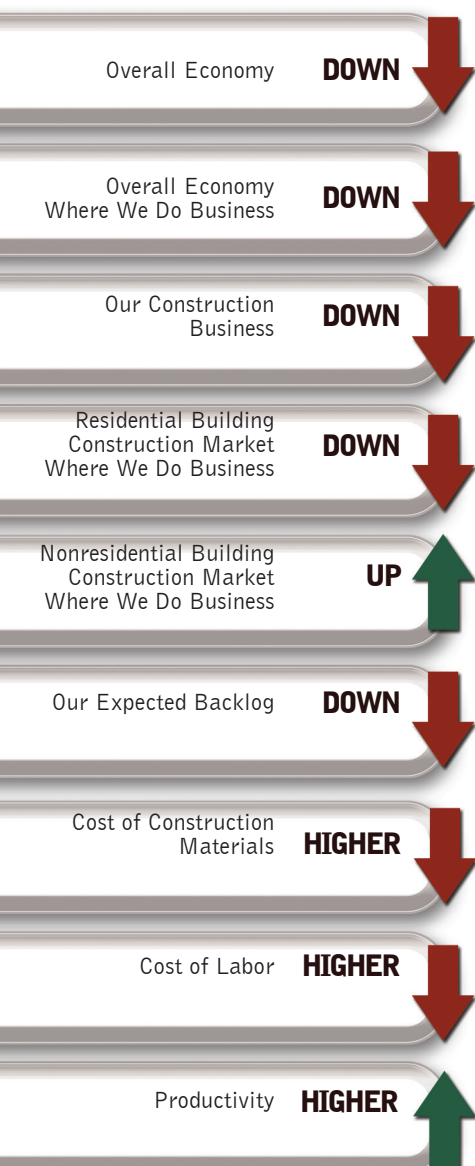 Overall Economy DOWN
Overall Economy
Where We Do Business DOWN
Our Construction
Business DOWN
Residential Building
Construction Market DOWN
Where We Do Business
Nonresidential Building
Construction Market UP
Where We Do Business
Our Expected Backlog DOWN
Cost of Construction
Materials HIGHER
Cost of Labor HIGHER
Productivity HIGHER